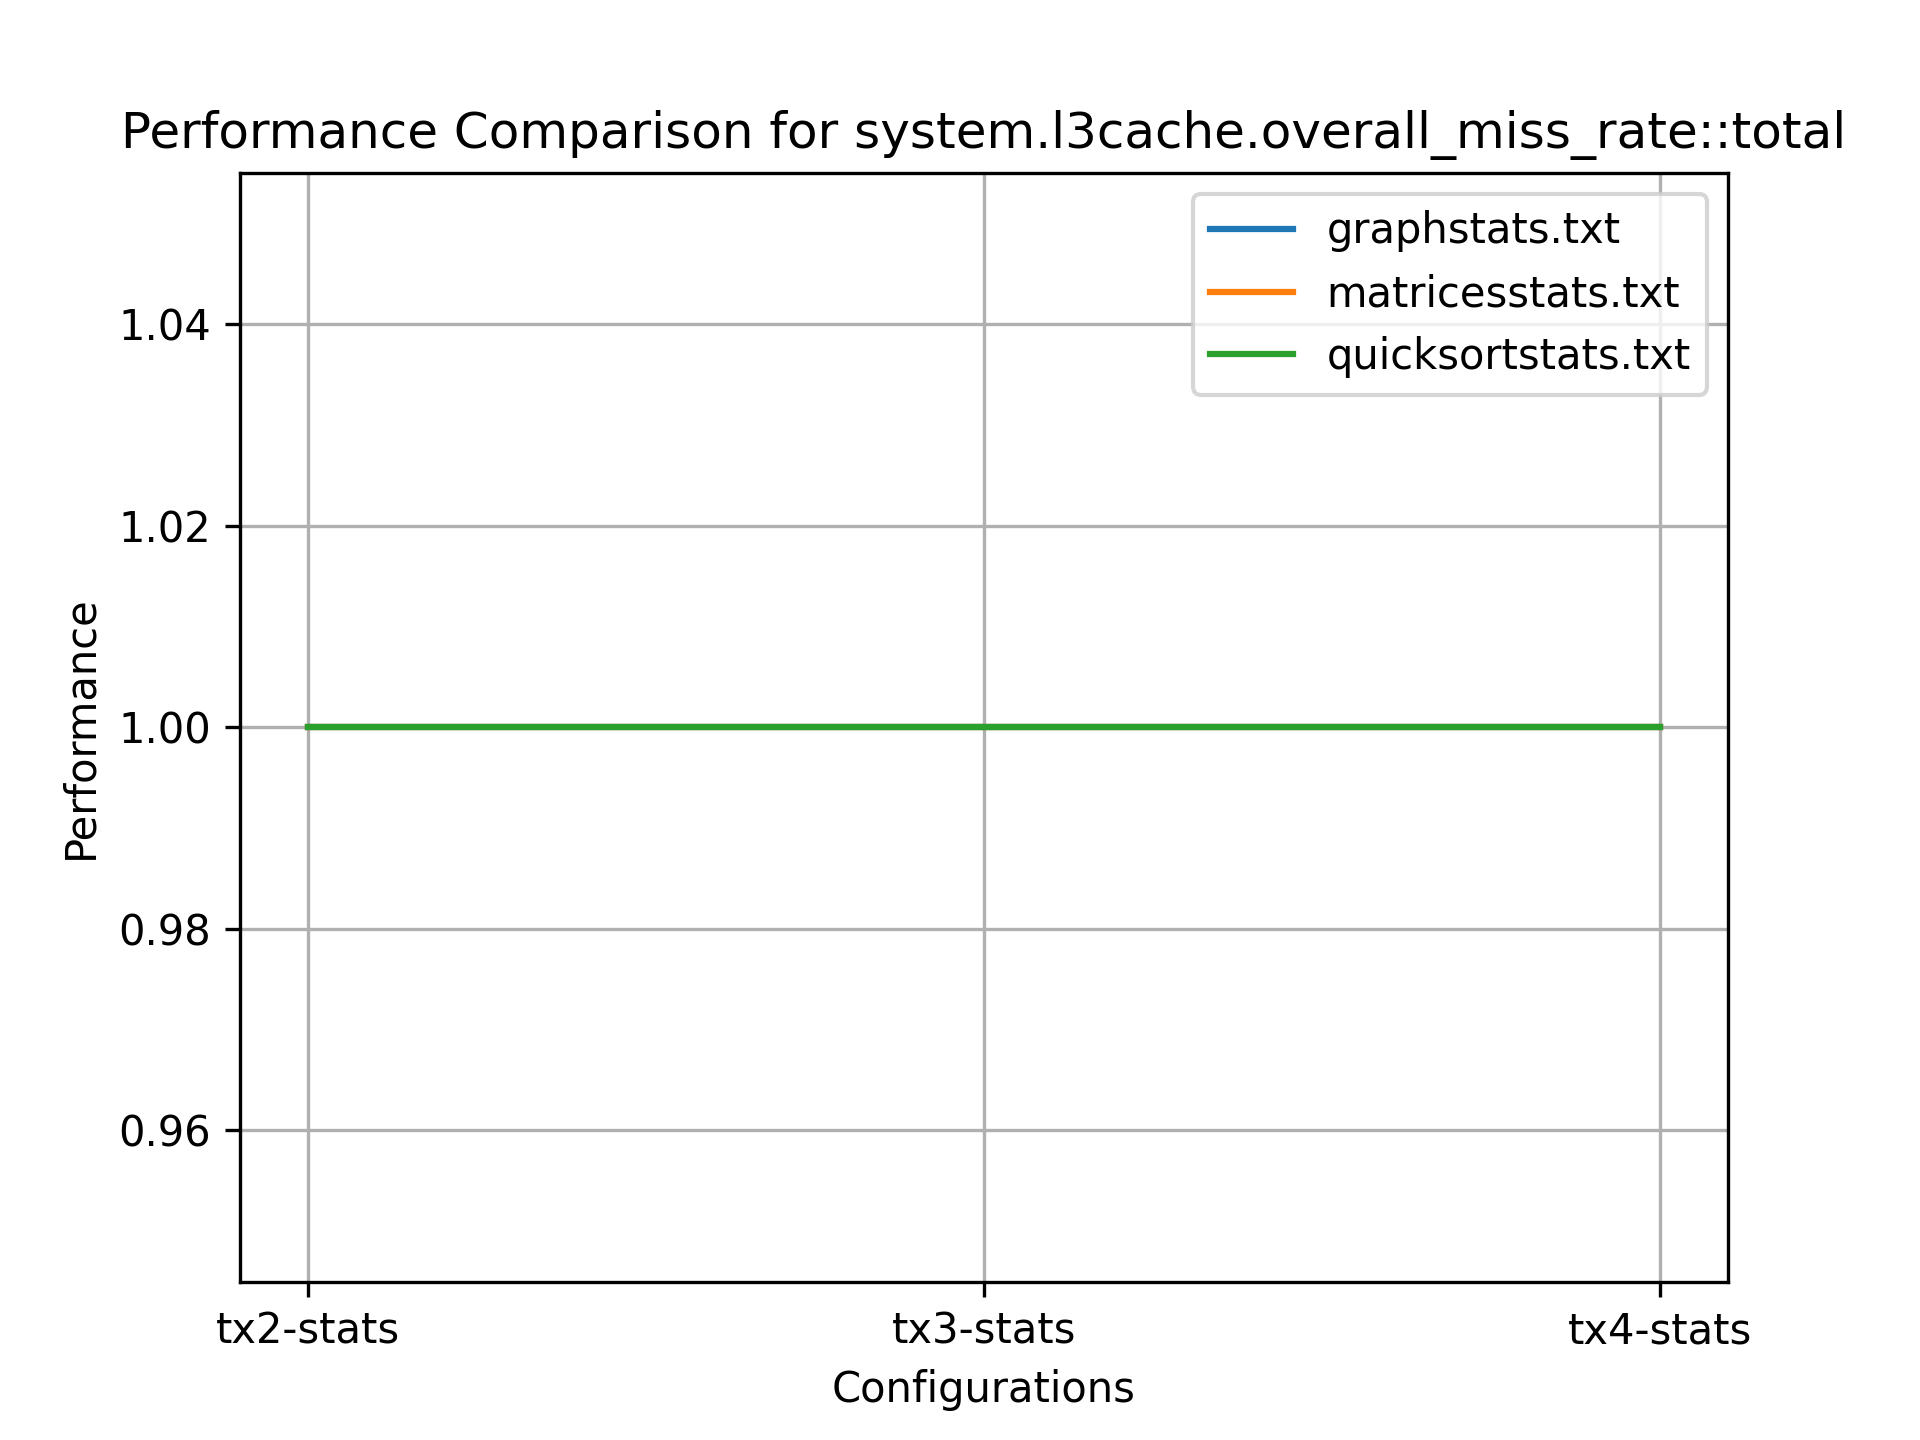 Performance Comparison for system.l3cache.overall_miss_rate::total
graphstats.txt
matricesstats.txt
quicksortstats.txt
1.04
1.02
1.00
0.98
0.96
Performance
tx2-stats
tx3-stats
tx4-stats
Configurations